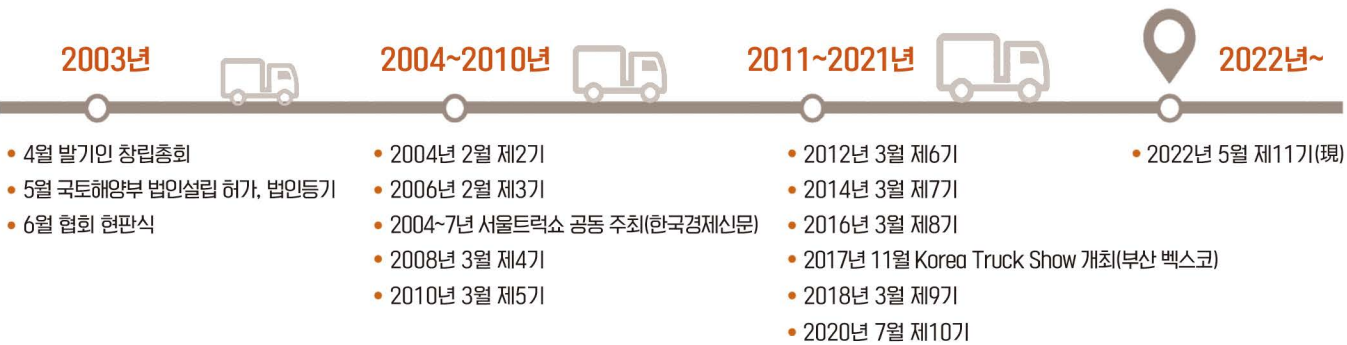 2003년
4월 발기인 창립총회
5월 국토해양부 법인설립 허가, 법인등기
6월 협회 현판식
2004~2010년
2004년 2월 제2기
2006년 2월 제3기
2004~7년 서울트럭쇼 공동 주최(한국경제신문)
2008년 3월 제4기
2010년 3월 제5기
2011~2021년
2012년 3월 제6기
2014년 3월 제7기
2016년 3월 제8기
2017년 11월 Korea Truck Show 개최(부산 벡스코)
2018년 3월 제9기
2020년 7월 제10기
2022년~
2022년 5월 제11기(現)